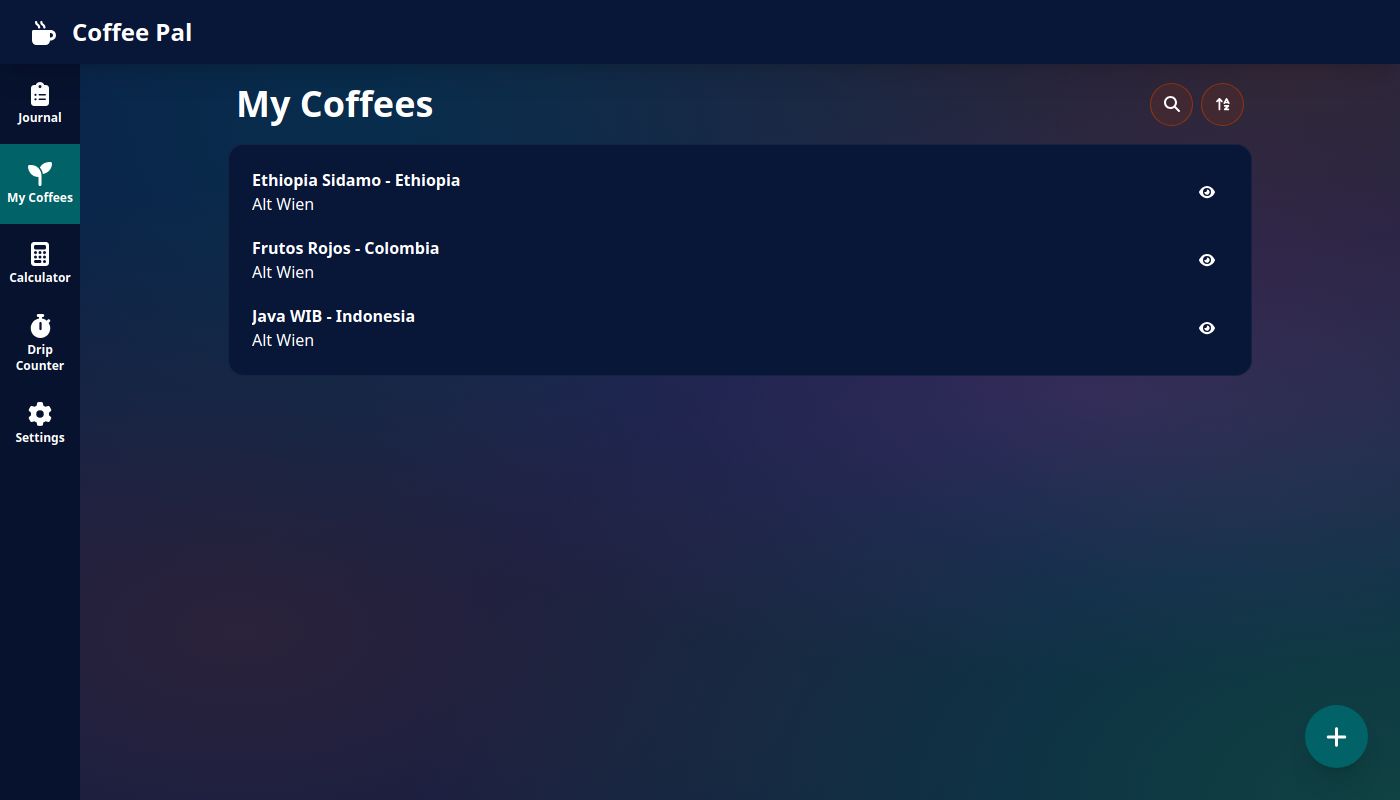 Coffee Pal
Journal
My Coffees
Calculator
Drip
Counter
Settings
My Coffees
Ethiopia Sidamo - Ethiopia
Alt Wien
Frutos Rojos - Colombia
Alt Wien
Java WIB - Indonesia
Alt Wien